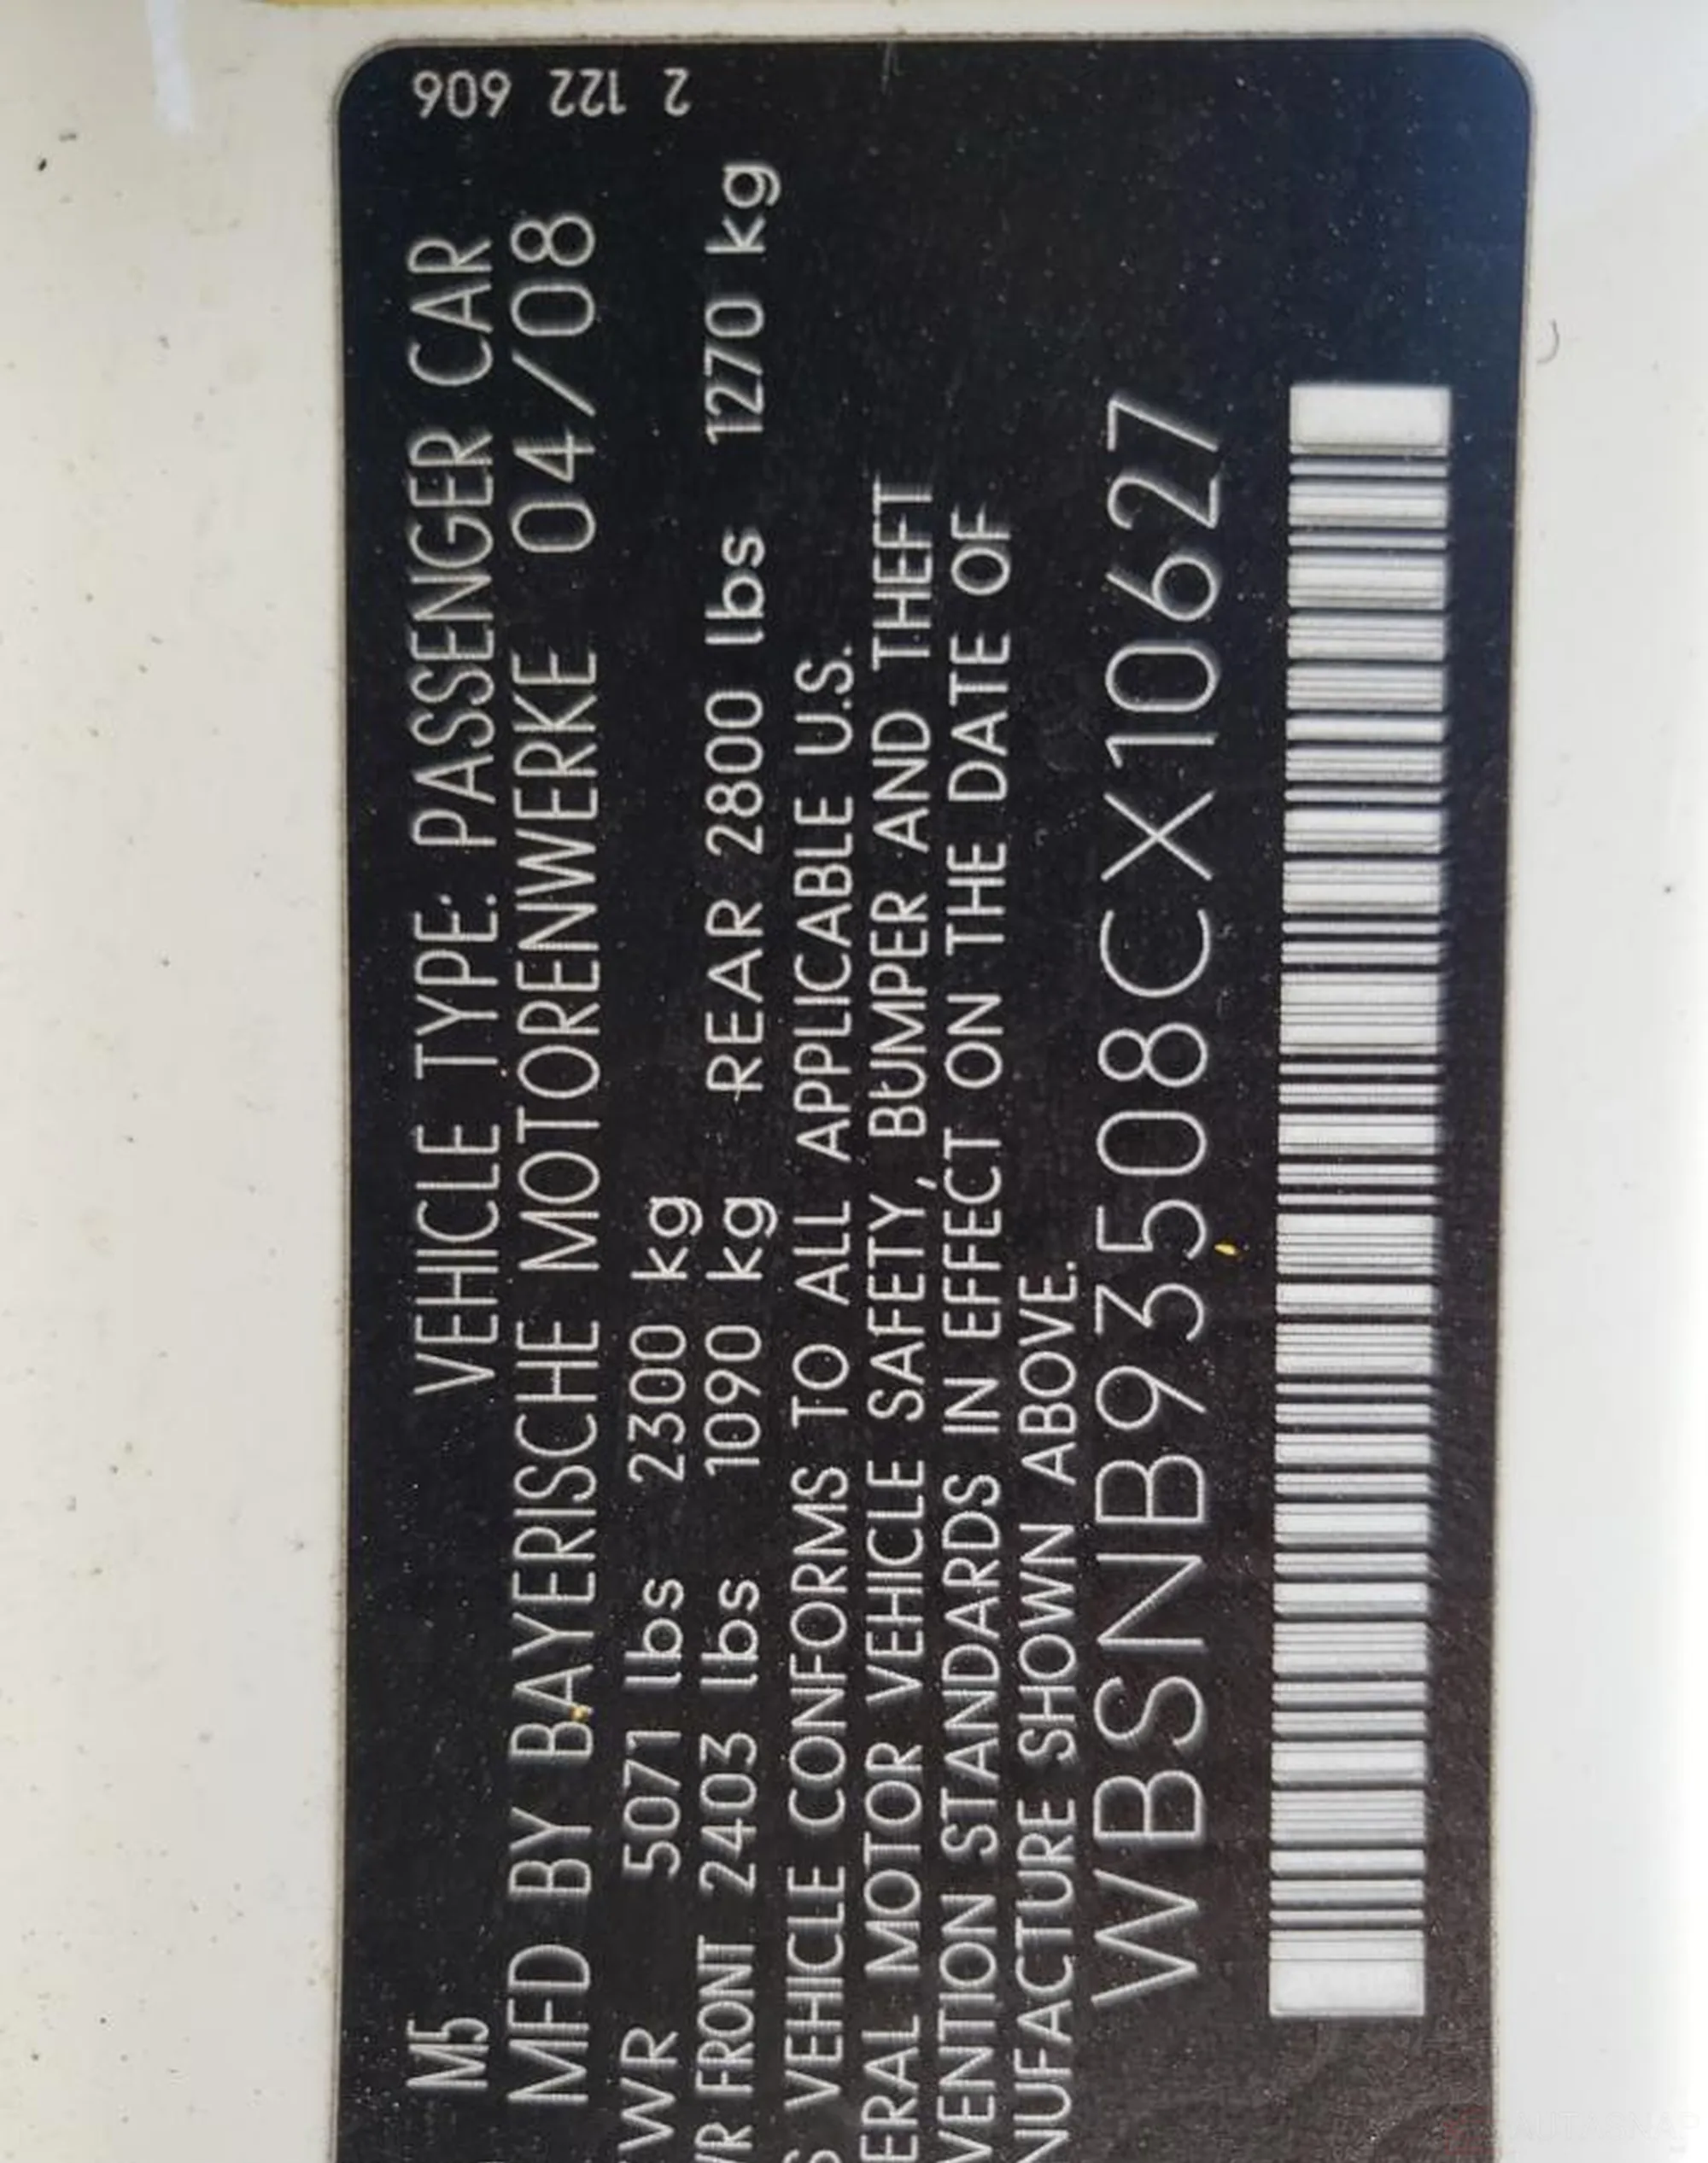 M5 VEHICLE TYPE: PASSENGER CAR
MFD BY BAYERISCHE MOTORENWERKE 04/08
WR 5071 lbs 2300 kg
WR FRONT 2403 lbs 1090 kg REAR 2800 lbs 1270 kg
S VEHICLE CONFORMS TO ALL APPLICABLE U.S.
ERAL MOTOR VEHICLE SAFETY, BUMPER AND THEFT
VENTION STANDARDS IN EFFECT ON THE DATE OF
NUFACTURE SHOWN ABOVE.
WBSNB93508CX10627
2 122 606